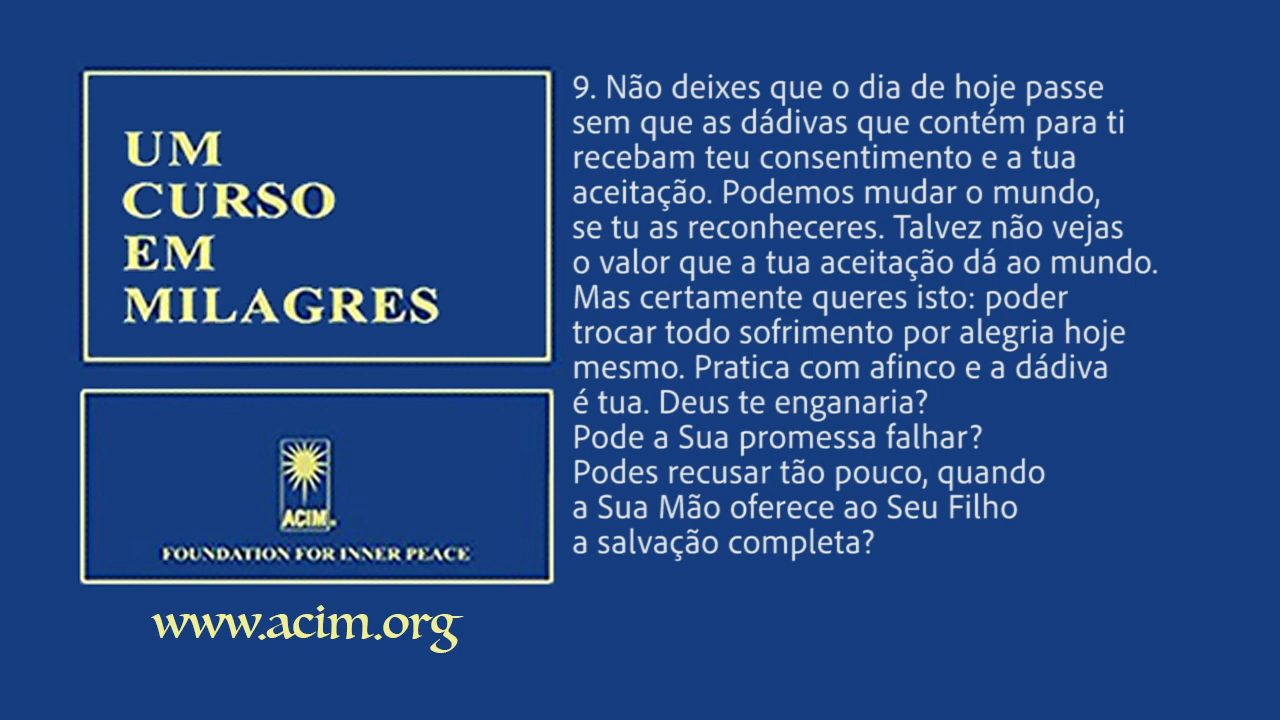 UM
CURSO
EM
MILAGRES
ACIM
FOUNDATION FOR INNER PEACE
www.acim.org
9. Não deixes que o dia de hoje passe
sem que as dádivas que contém para ti
recebam teu consentimento e a tua
aceitação. Podemos mudar o mundo,
se tu as reconheceres. Talvez não vejas
o valor que a tua aceitação dá ao mundo.
Mas certamente queres isto: poder
trocar todo sofrimento por alegria hoje
mesmo. Pratica com afinco e a dádiva
é tua. Deus te enganaria?
Pode a Sua promessa falhar?
Podes recusar tão pouco, quando
a Sua Mão oferece ao Seu Filho
a salvação completa?